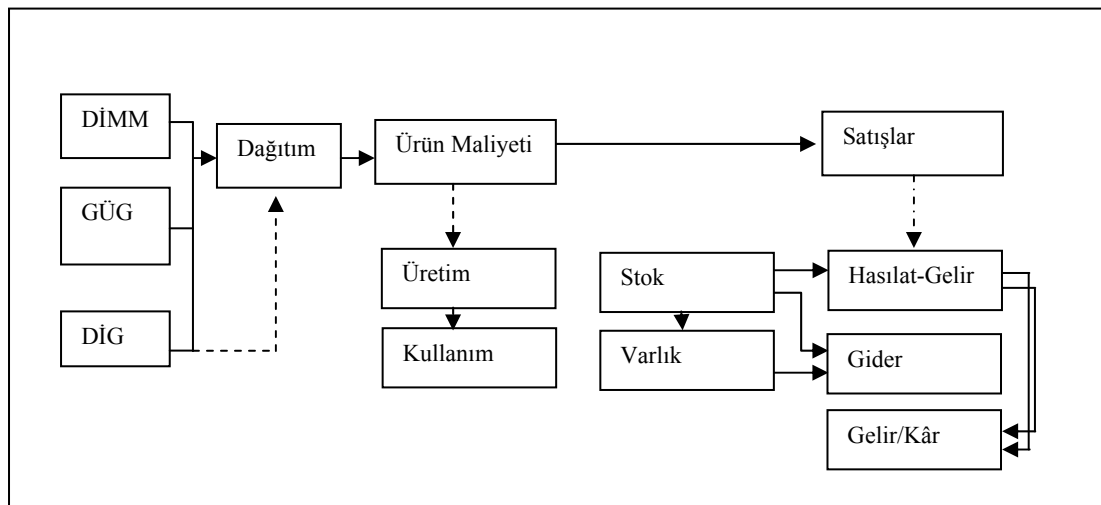 DİMM
Dağıtım
Ürün Maliyeti
Satışlar
GÜG
Üretim
Stok
Hasılat-Gelir
DİG
Kullanım
Varlık
Gider
Gelir/Kâr